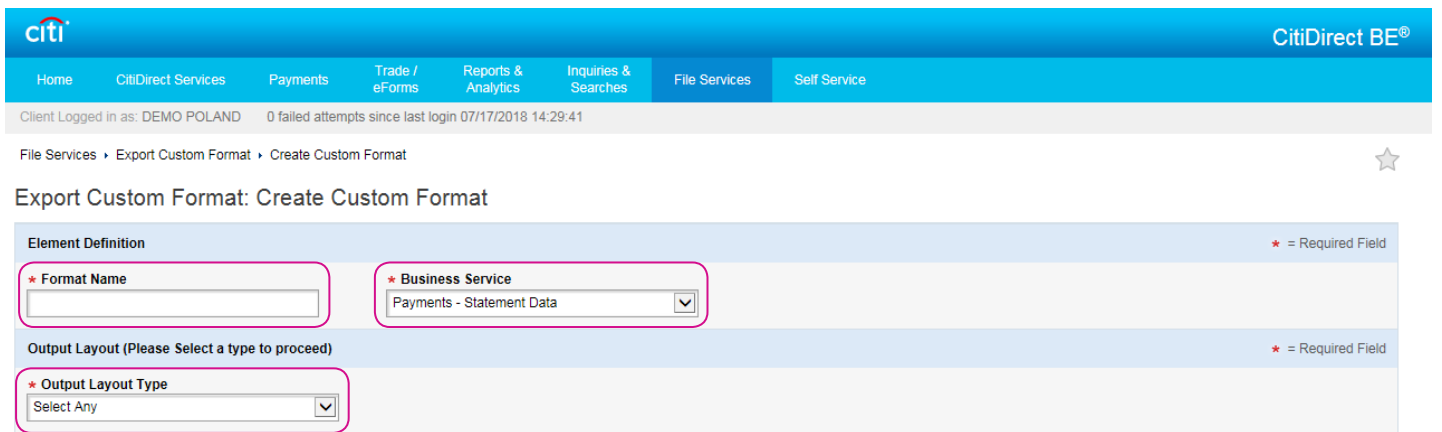 citi
CitiDirect BE®
Home CitiDirect Services Payments Trade / eForms Reports & Analytics Inquiries & Searches File Services Self Service
Client Logged in as: DEMO POLAND 0 failed attempts since last login 07/17/2018 14:29:41
File Services ▸ Export Custom Format ▸ Create Custom Format
Export Custom Format: Create Custom Format
Element Definition * = Required Field
* Format Name * Business Service
Payments - Statement Data
Output Layout (Please Select a type to proceed) * = Required Field
* Output Layout Type
Select Any